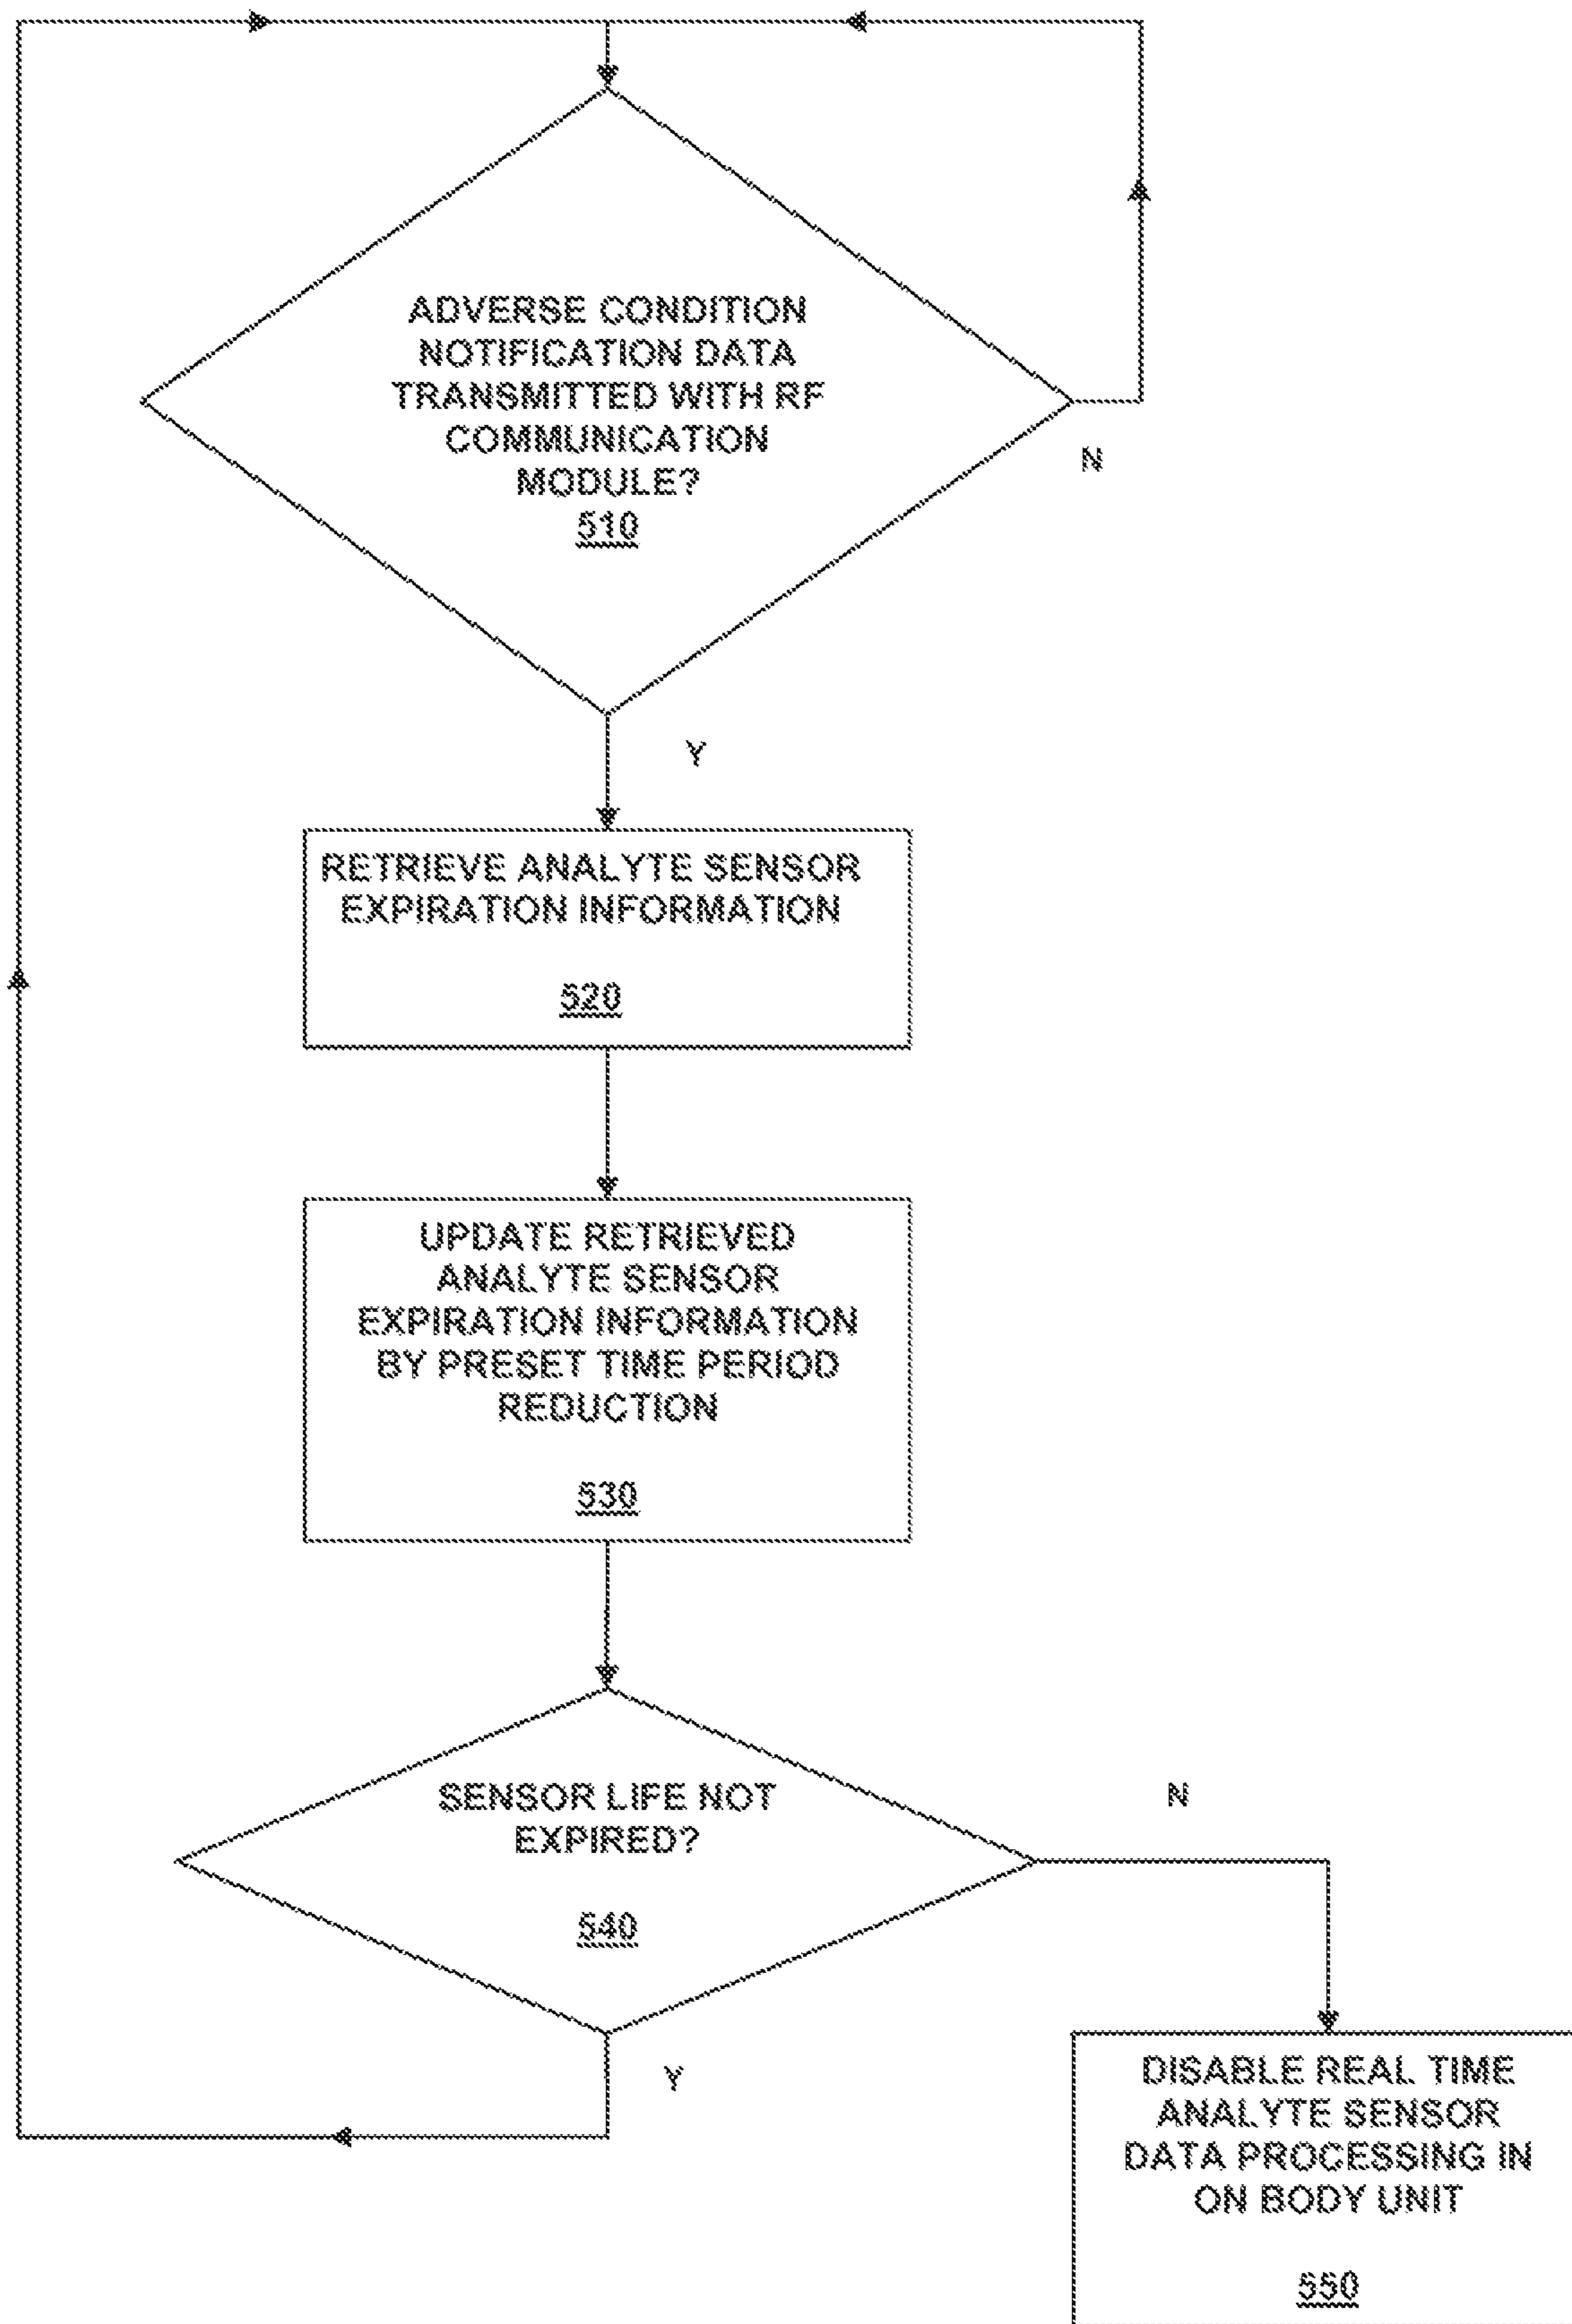 ADVERSE CONDITION
NOTIFICATION DATA
TRANSMITTED WITH RF
COMMUNICATION
MODULE?
510
N
Y
RETRIEVE ANALYTE SENSOR
EXPIRATION INFORMATION
520
UPDATE RETRIEVED
ANALYTE SENSOR
EXPIRATION INFORMATION
BY PRESET TIME PERIOD
REDUCTION
530
SENSOR LIFE NOT
EXPIRED?
540
N
Y
DISABLE REAL TIME
ANALYTE SENSOR
DATA PROCESSING IN
ON BODY UNIT
550